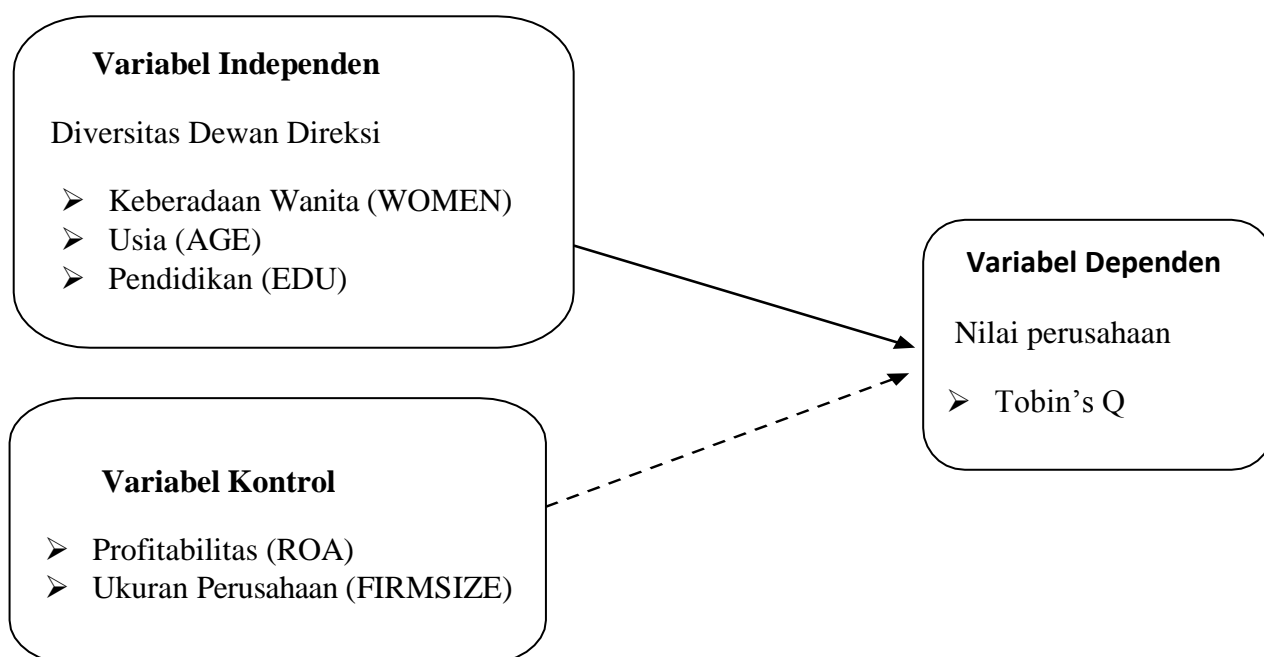 Variabel Independen
Diversitas Dewan Direksi
➢ Keberadaan Wanita (WOMEN)
➢ Usia (AGE)
➢ Pendidikan (EDU)
Variabel Dependen
Nilai perusahaan
➢ Tobin’s Q
Variabel Kontrol
➢ Profitabilitas (ROA)
➢ Ukuran Perusahaan (FIRMSIZE)